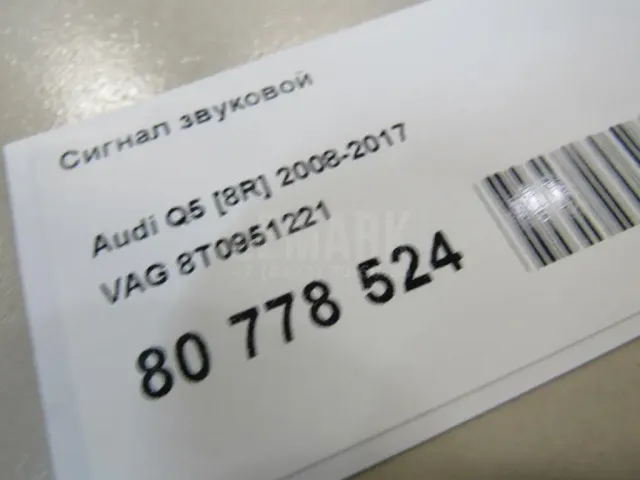 Сигнал звуковой
Audi Q5 [8R] 2008-2017
VAG 8T0951221
80 778 524